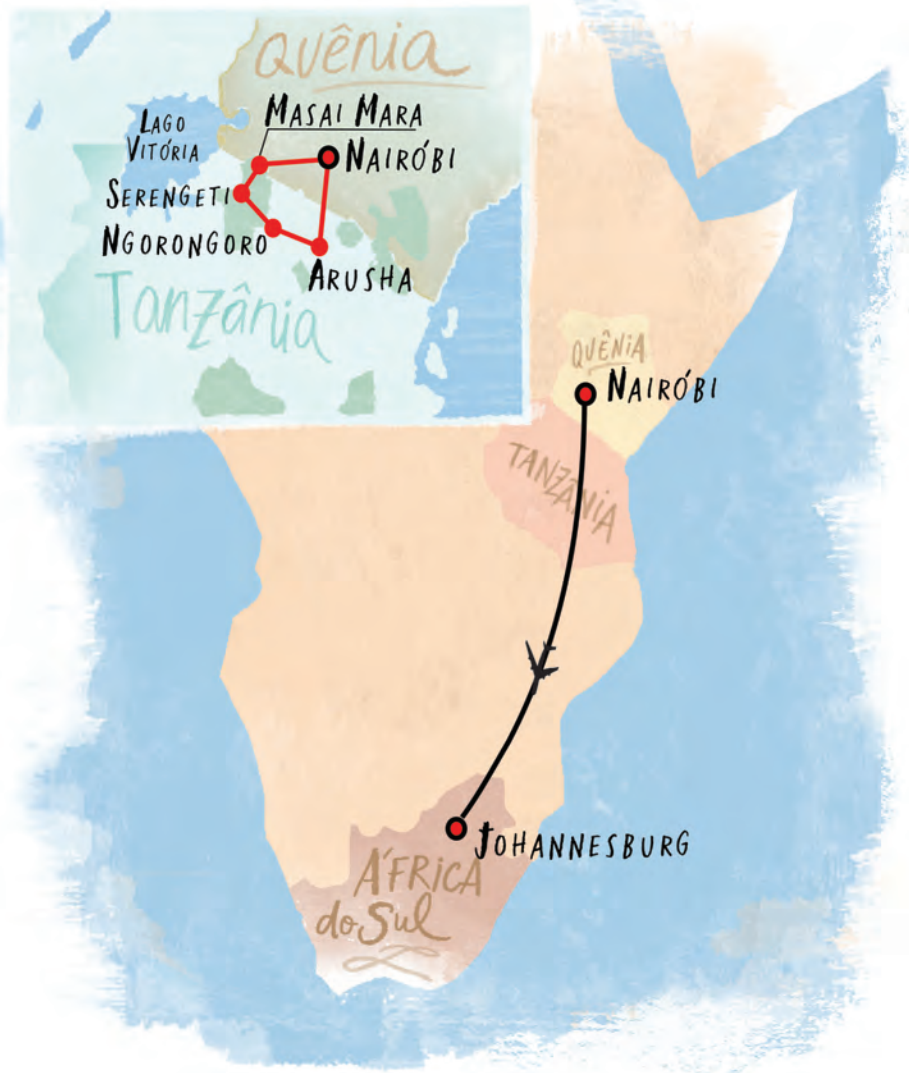 Quênia
MASAI MARA
LAGO
VITÓRIA
NAIRÓBI
SERENGETI
NGORONGORO
ARUSHA
Tanzânia
QUÊNIA
NAIRÓBI
TANZÂNIA
JOHANNESBURG
ÁFRICA
do Sul